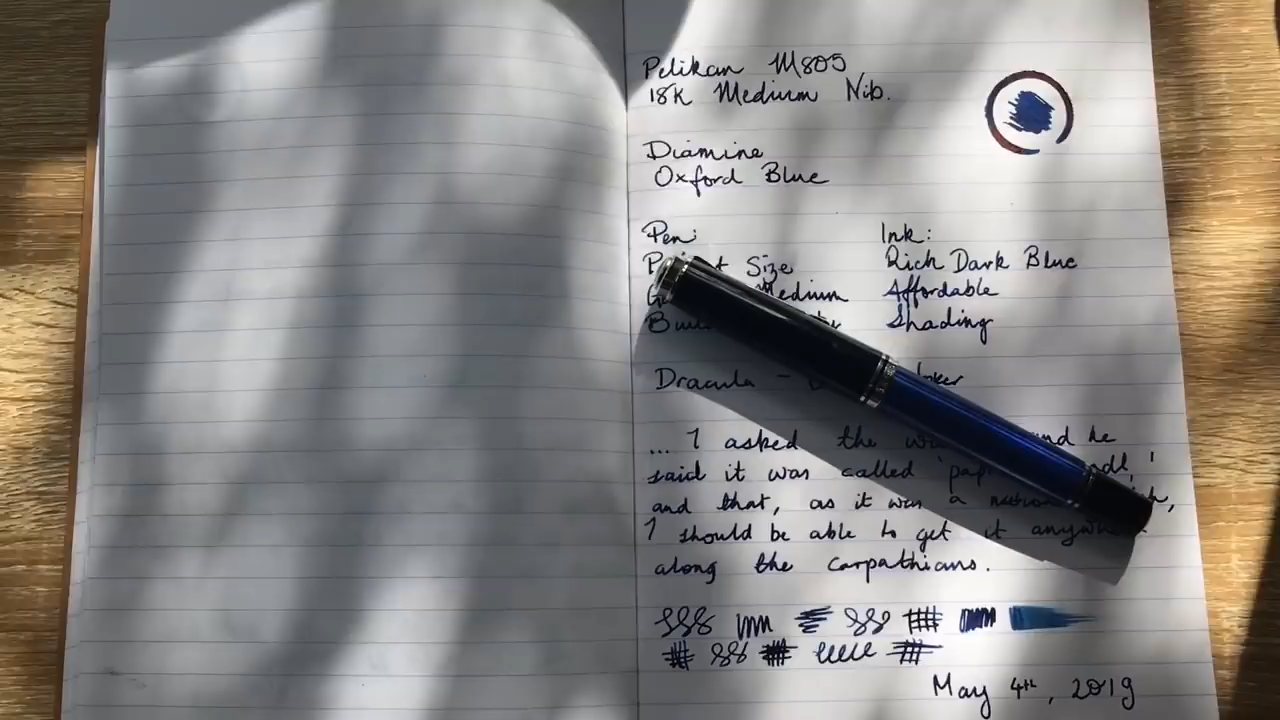 Pelikan M805
18K Medium Nib.
Diamine
Oxford Blue
Pen:
Size
Medium
Ink:
Rich Dark Blue
Affordable
Shading
Dracula -
... I asked the and he
said it was called
and that, as it was a
I should be able to get it
along the Carpathians.
May 4th, 2019